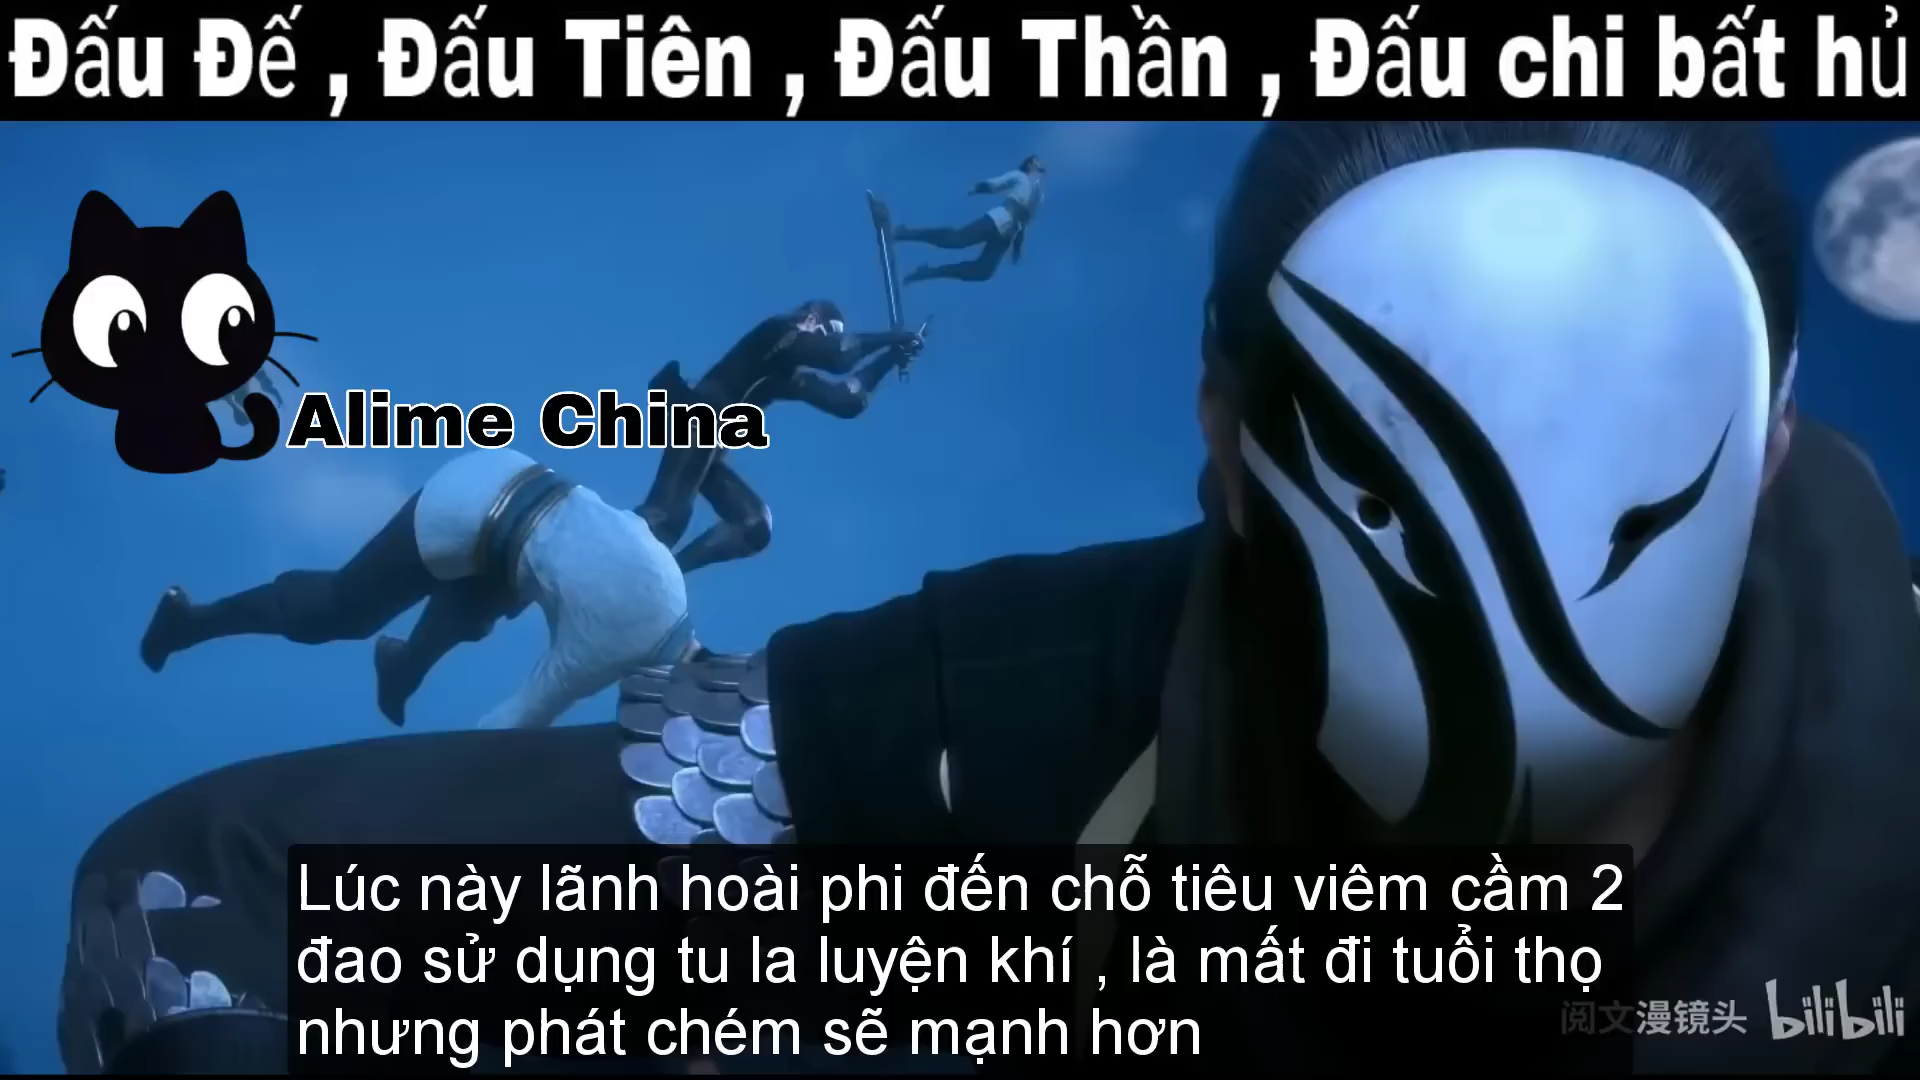 Đấu Đế , Đấu Tiên , Đấu Thần , Đấu chi bất hủ
Alime China
Lúc này lãnh hoài phi đến chỗ tiêu viêm cầm 2
đao sử dụng tu la luyện khí , là mất đi tuổi thọ
nhưng phát chém sẽ mạnh hơn
阅文漫镜头 bilibili